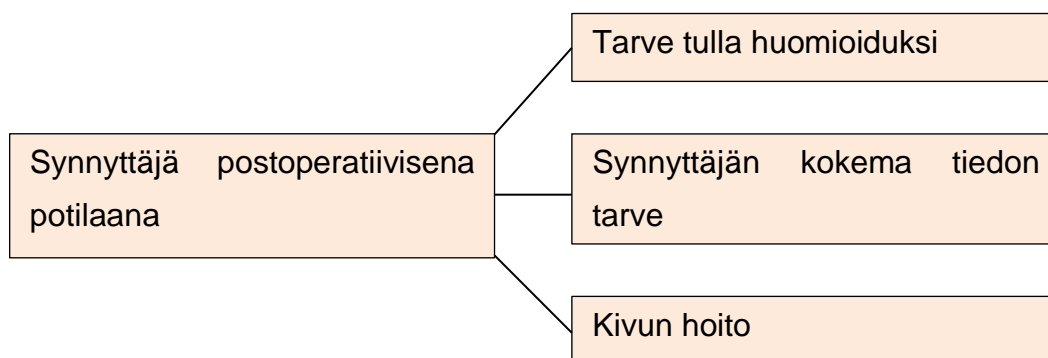 Tarve tulla huomioiduksi
Synnyttäjä postoperatiivisena
potilaana
Synnyttäjän kokema tiedon
tarve
Kivun hoito